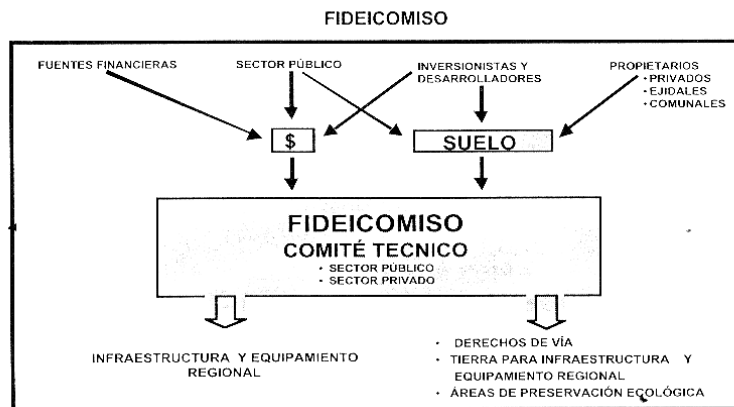 FIDEICOMISO
FUENTES FINANCIERAS
SECTOR PÚBLICO
INVERSIONISTAS Y
DESARROLLADORES
PROPIETARIOS
· PRIVADOS
· EJIDALES
· COMUNALES
$
SUELO
FIDEICOMISO
COMITÉ TECNICO
· SECTOR PÚBLICO
· SECTOR PRIVADO
INFRAESTRUCTURA Y EQUIPAMIENTO
REGIONAL
• DERECHOS DE VÍA
• TIERRA PARA INFRAESTRUCTURA Y
EQUIPAMIENTO REGIONAL
• ÁREAS DE PRESERVACIÓN ECOLÓGICA